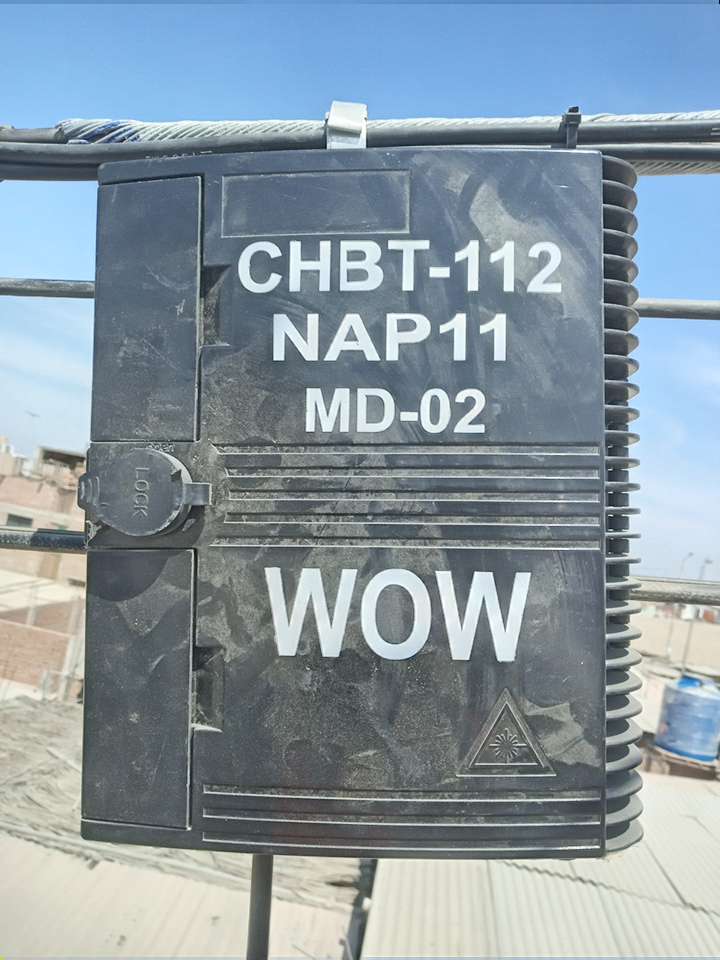 CHBT-112
NAP11
MD-02
LOCK
WOW